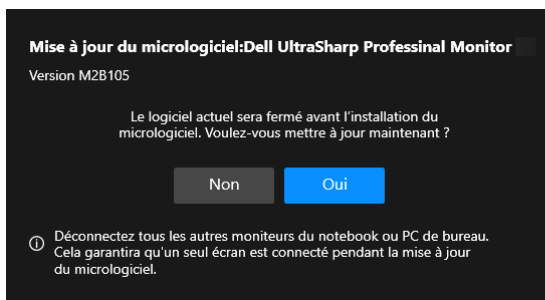 Mise à jour du micrologiciel:Dell UltraSharp Professinal Monitor
Version M2B105
Le logiciel actuel sera fermé avant l'installation du
micrologiciel. Voulez-vous mettre à jour maintenant ?
Non
Oui
Déconnectez tous les autres moniteurs du notebook ou PC de bureau.
Cela garantira qu'un seul écran est connecté pendant la mise à jour
du micrologiciel.